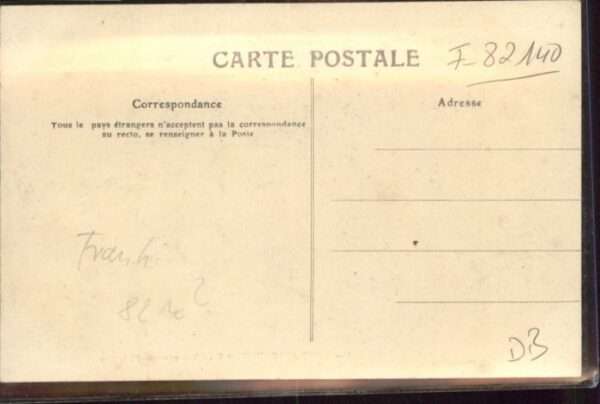 CARTE POSTALE
F-82140
Correspondance
Adresse
Tous le pays étrangers n'acceptent pas la correspondance
au recto, se renseigner à la Poste
82140 ?
DB